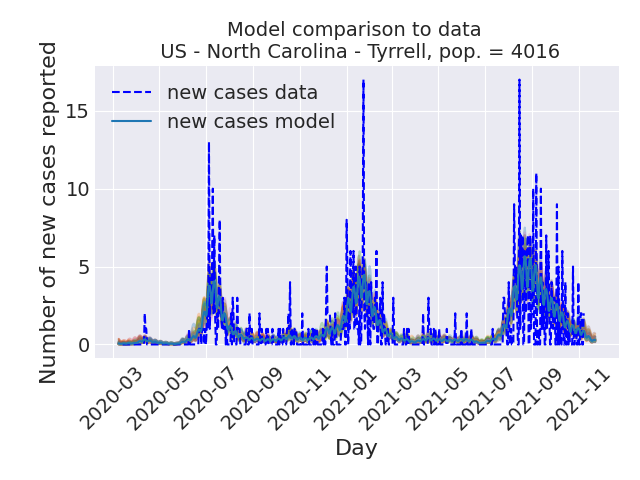 Model comparison to data
US - North Carolina - Tyrrell, pop. = 4016
new cases data
new cases model
Number of new cases reported
15
10
5
0
2020-03
2020-05
2020-07
2020-09
2020-11
2021-01
2021-03
2021-05
2021-07
2021-09
2021-11
Day